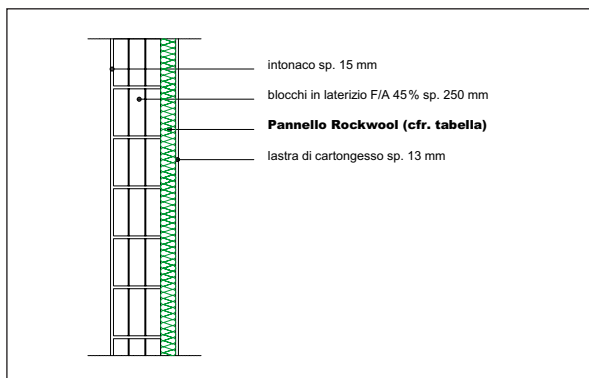 intonaco sp. 15 mm
blocchi in laterizio F/A 45% sp. 250 mm
Pannello Rockwool (cfr. tabella)
lastra di cartongesso sp. 13 mm